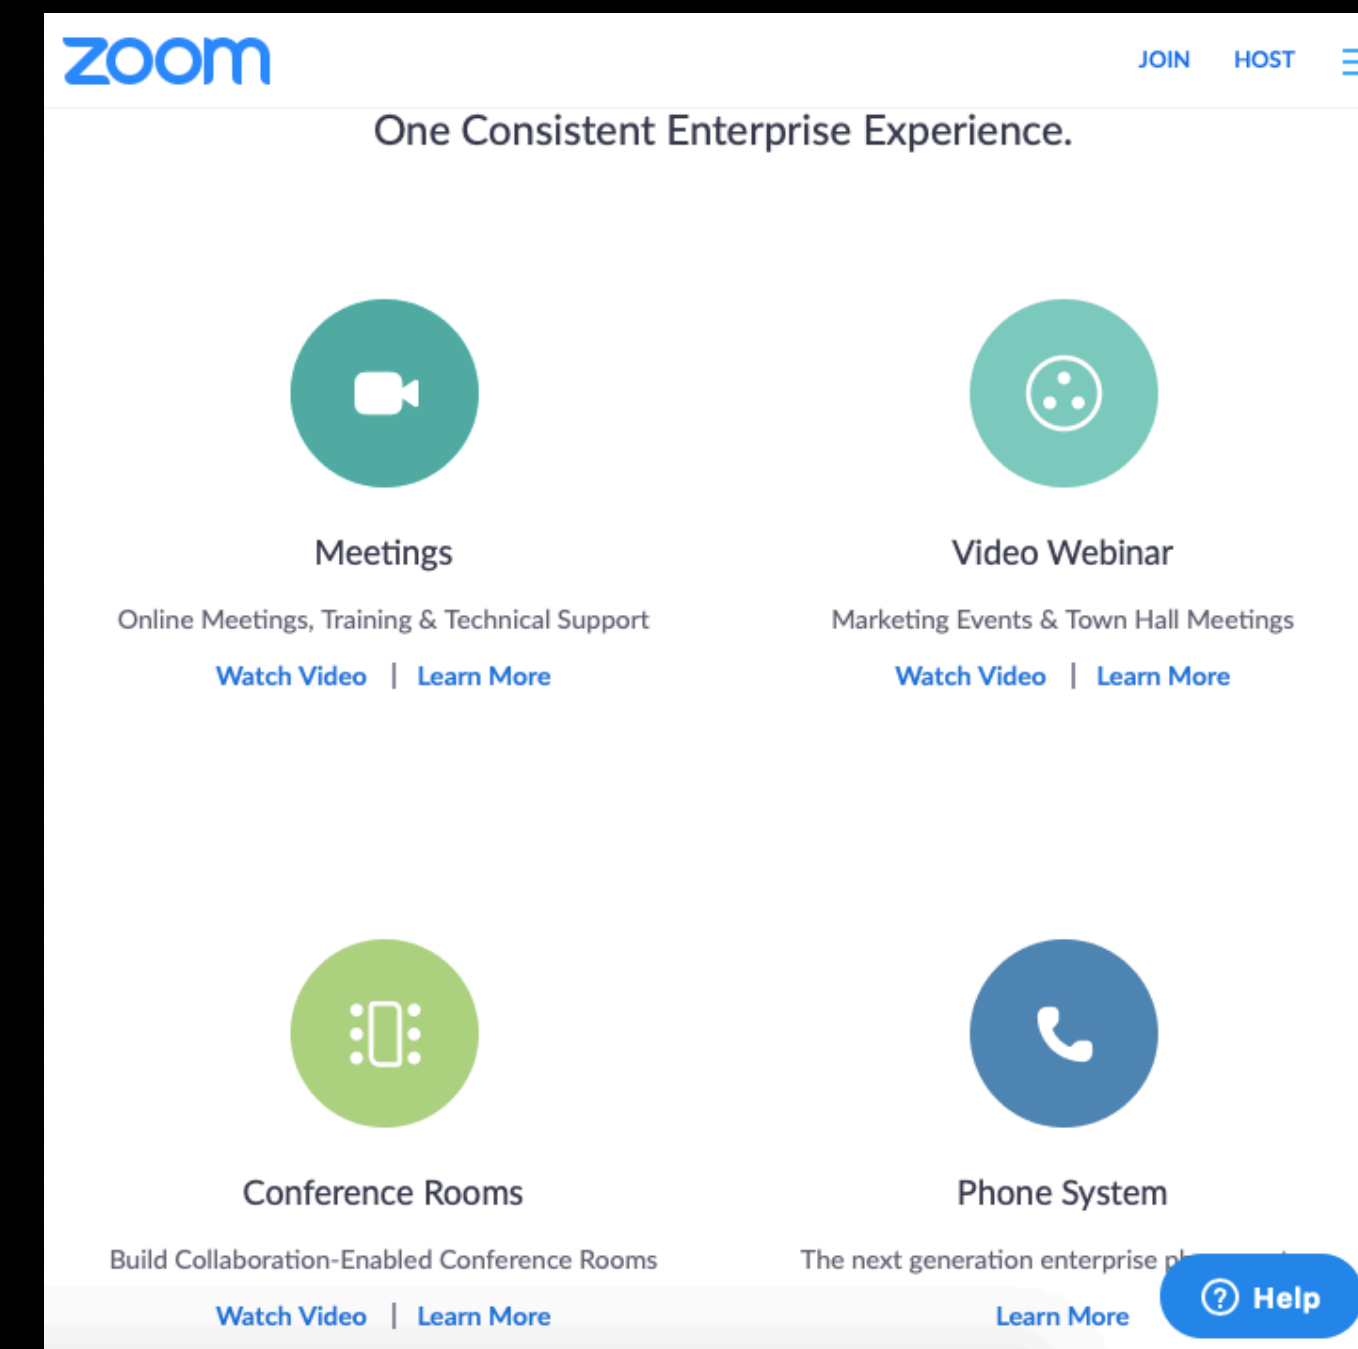 zoom
JOIN HOST
One Consistent Enterprise Experience.
Meetings
Online Meetings, Training & Technical Support
Watch Video | Learn More
Video Webinar
Marketing Events & Town Hall Meetings
Watch Video | Learn More
Conference Rooms
Build Collaboration-Enabled Conference Rooms
Watch Video | Learn More
Phone System
The next generation enterprise
Learn More
Help